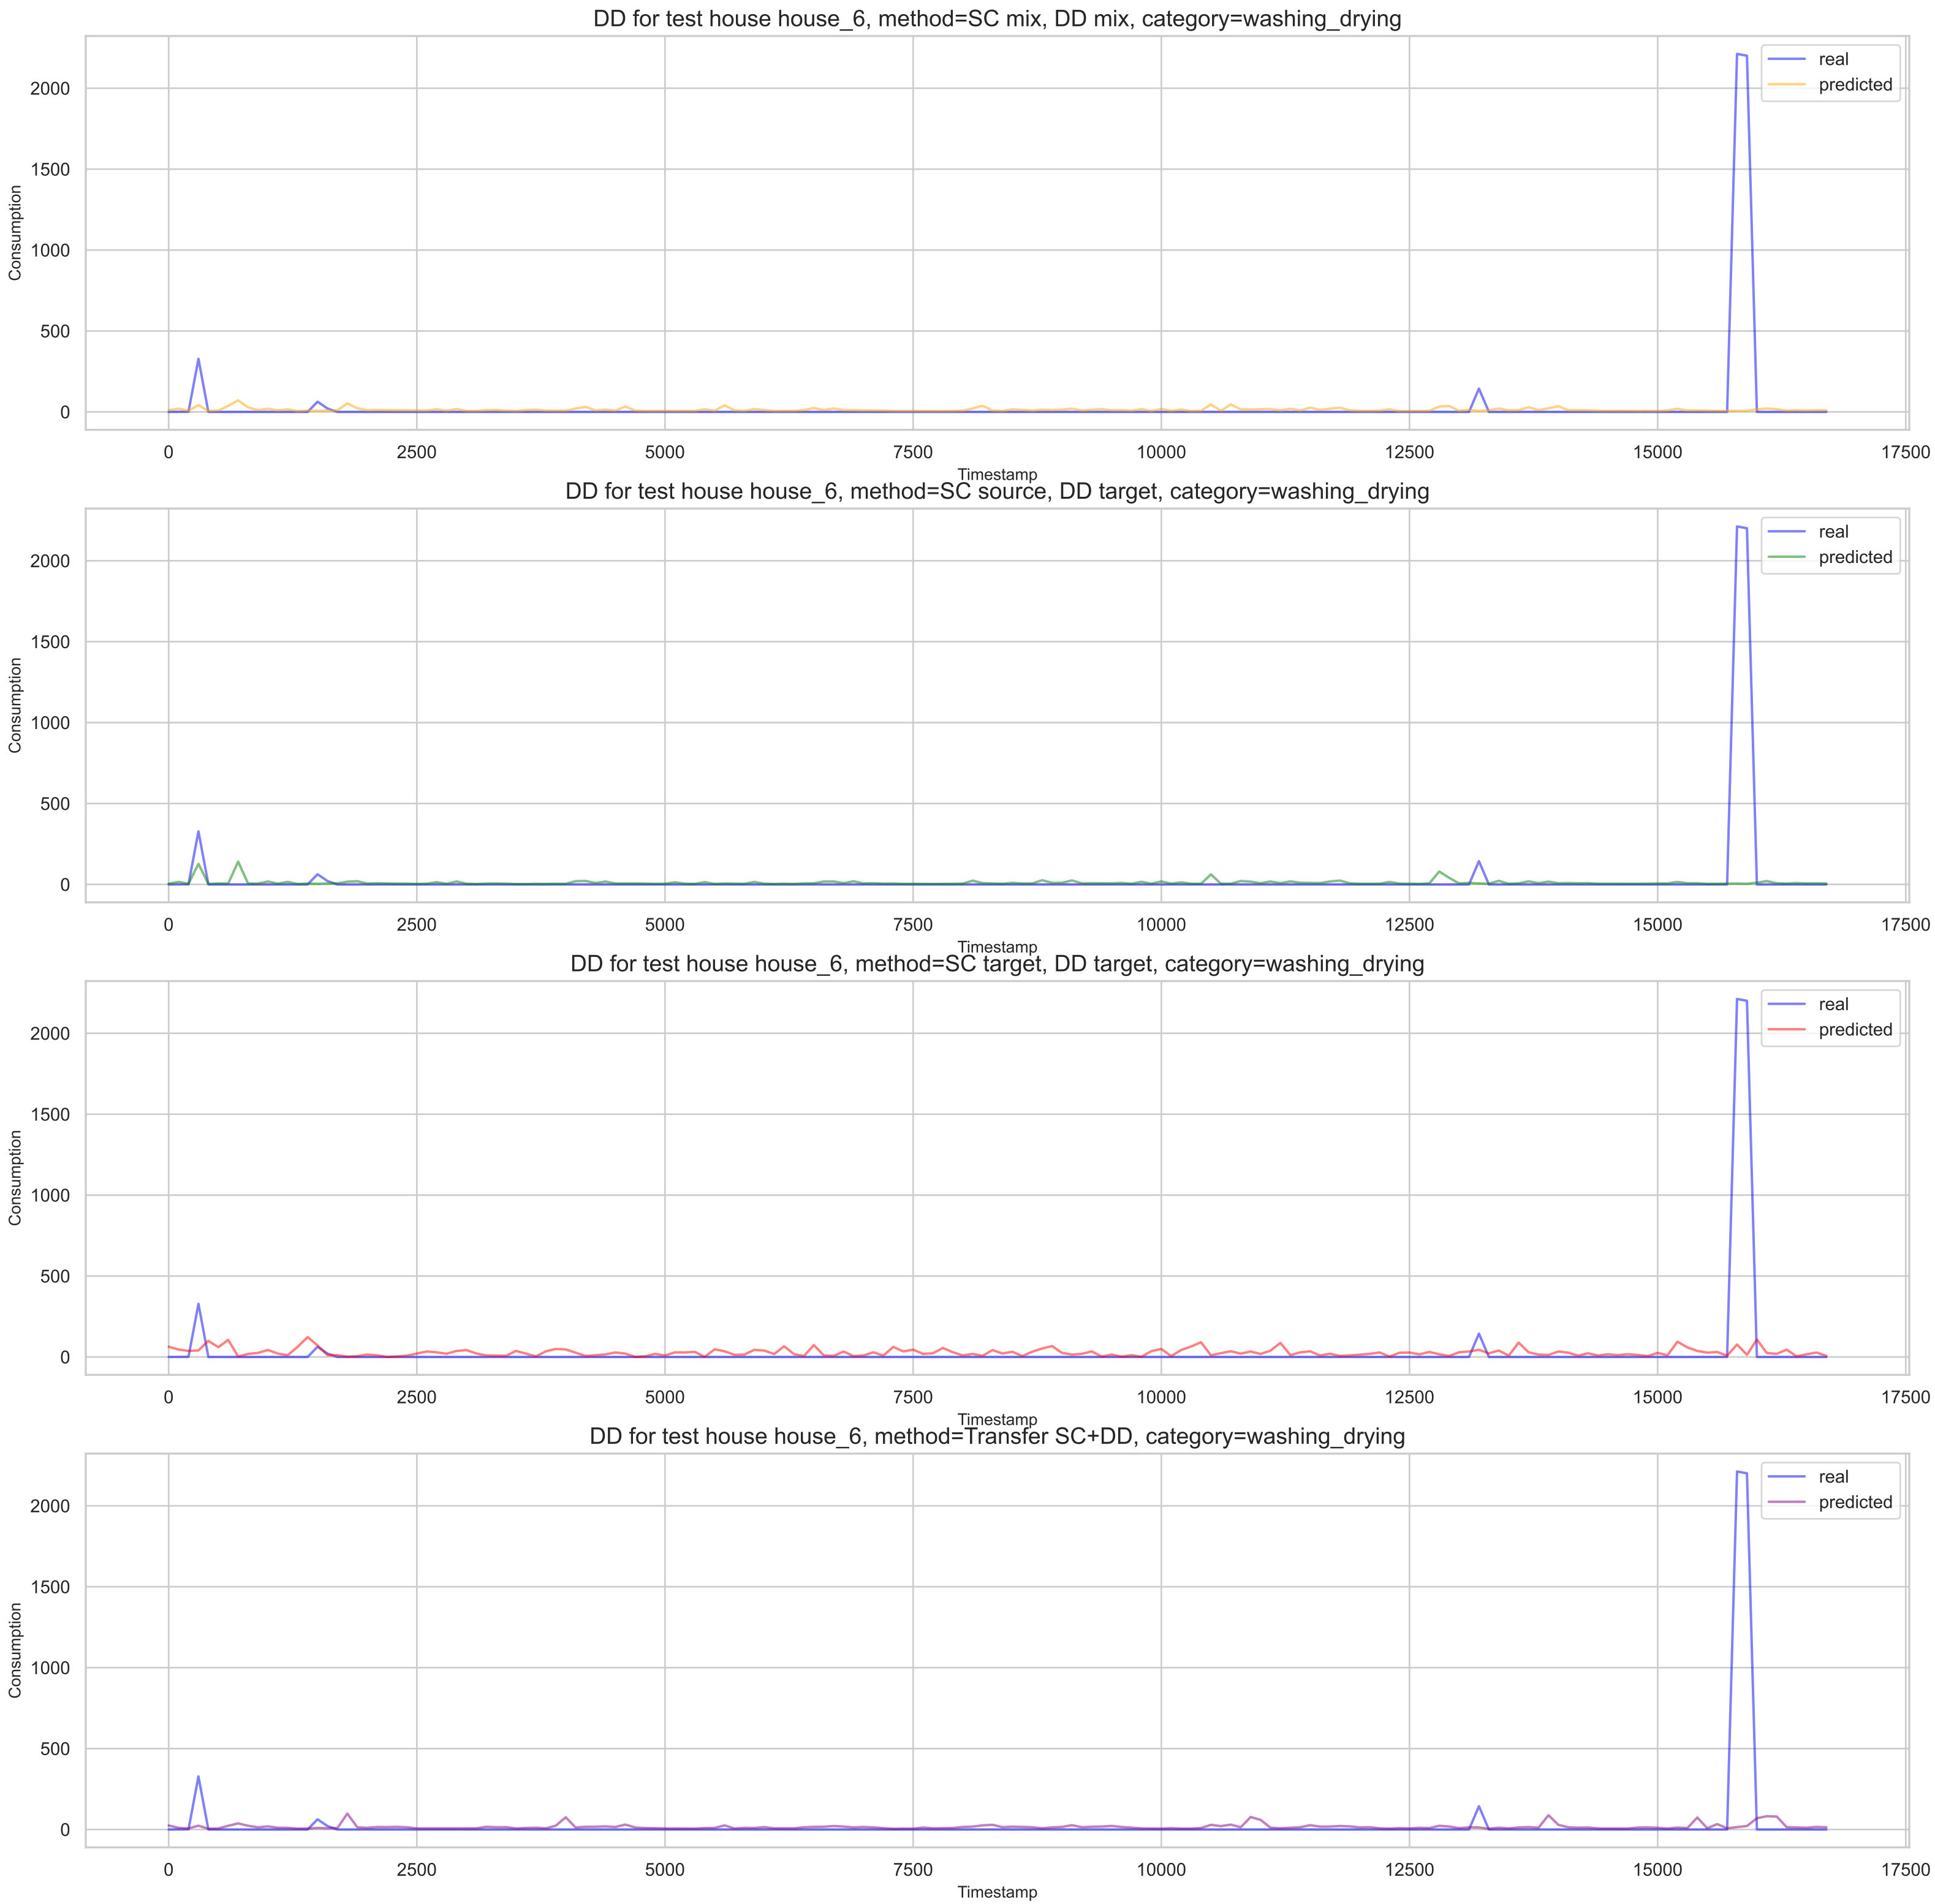 DD for test house house_6, method=SC mix, DD mix, category=washing_drying
real
predicted
2000
1500
1000
500
0
Consumption
0 2500 5000 7500 10000 12500 15000 17500
Timestamp
DD for test house house_6, method=SC source, DD target, category=washing_drying
real
predicted
2000
1500
1000
500
0
Consumption
0 2500 5000 7500 10000 12500 15000 17500
Timestamp
DD for test house house_6, method=SC target, DD target, category=washing_drying
real
predicted
2000
1500
1000
500
0
Consumption
0 2500 5000 7500 10000 12500 15000 17500
Timestamp
DD for test house house_6, method=Transfer SC+DD, category=washing_drying
real
predicted
2000
1500
1000
500
0
Consumption
0 2500 5000 7500 10000 12500 15000 17500
Timestamp